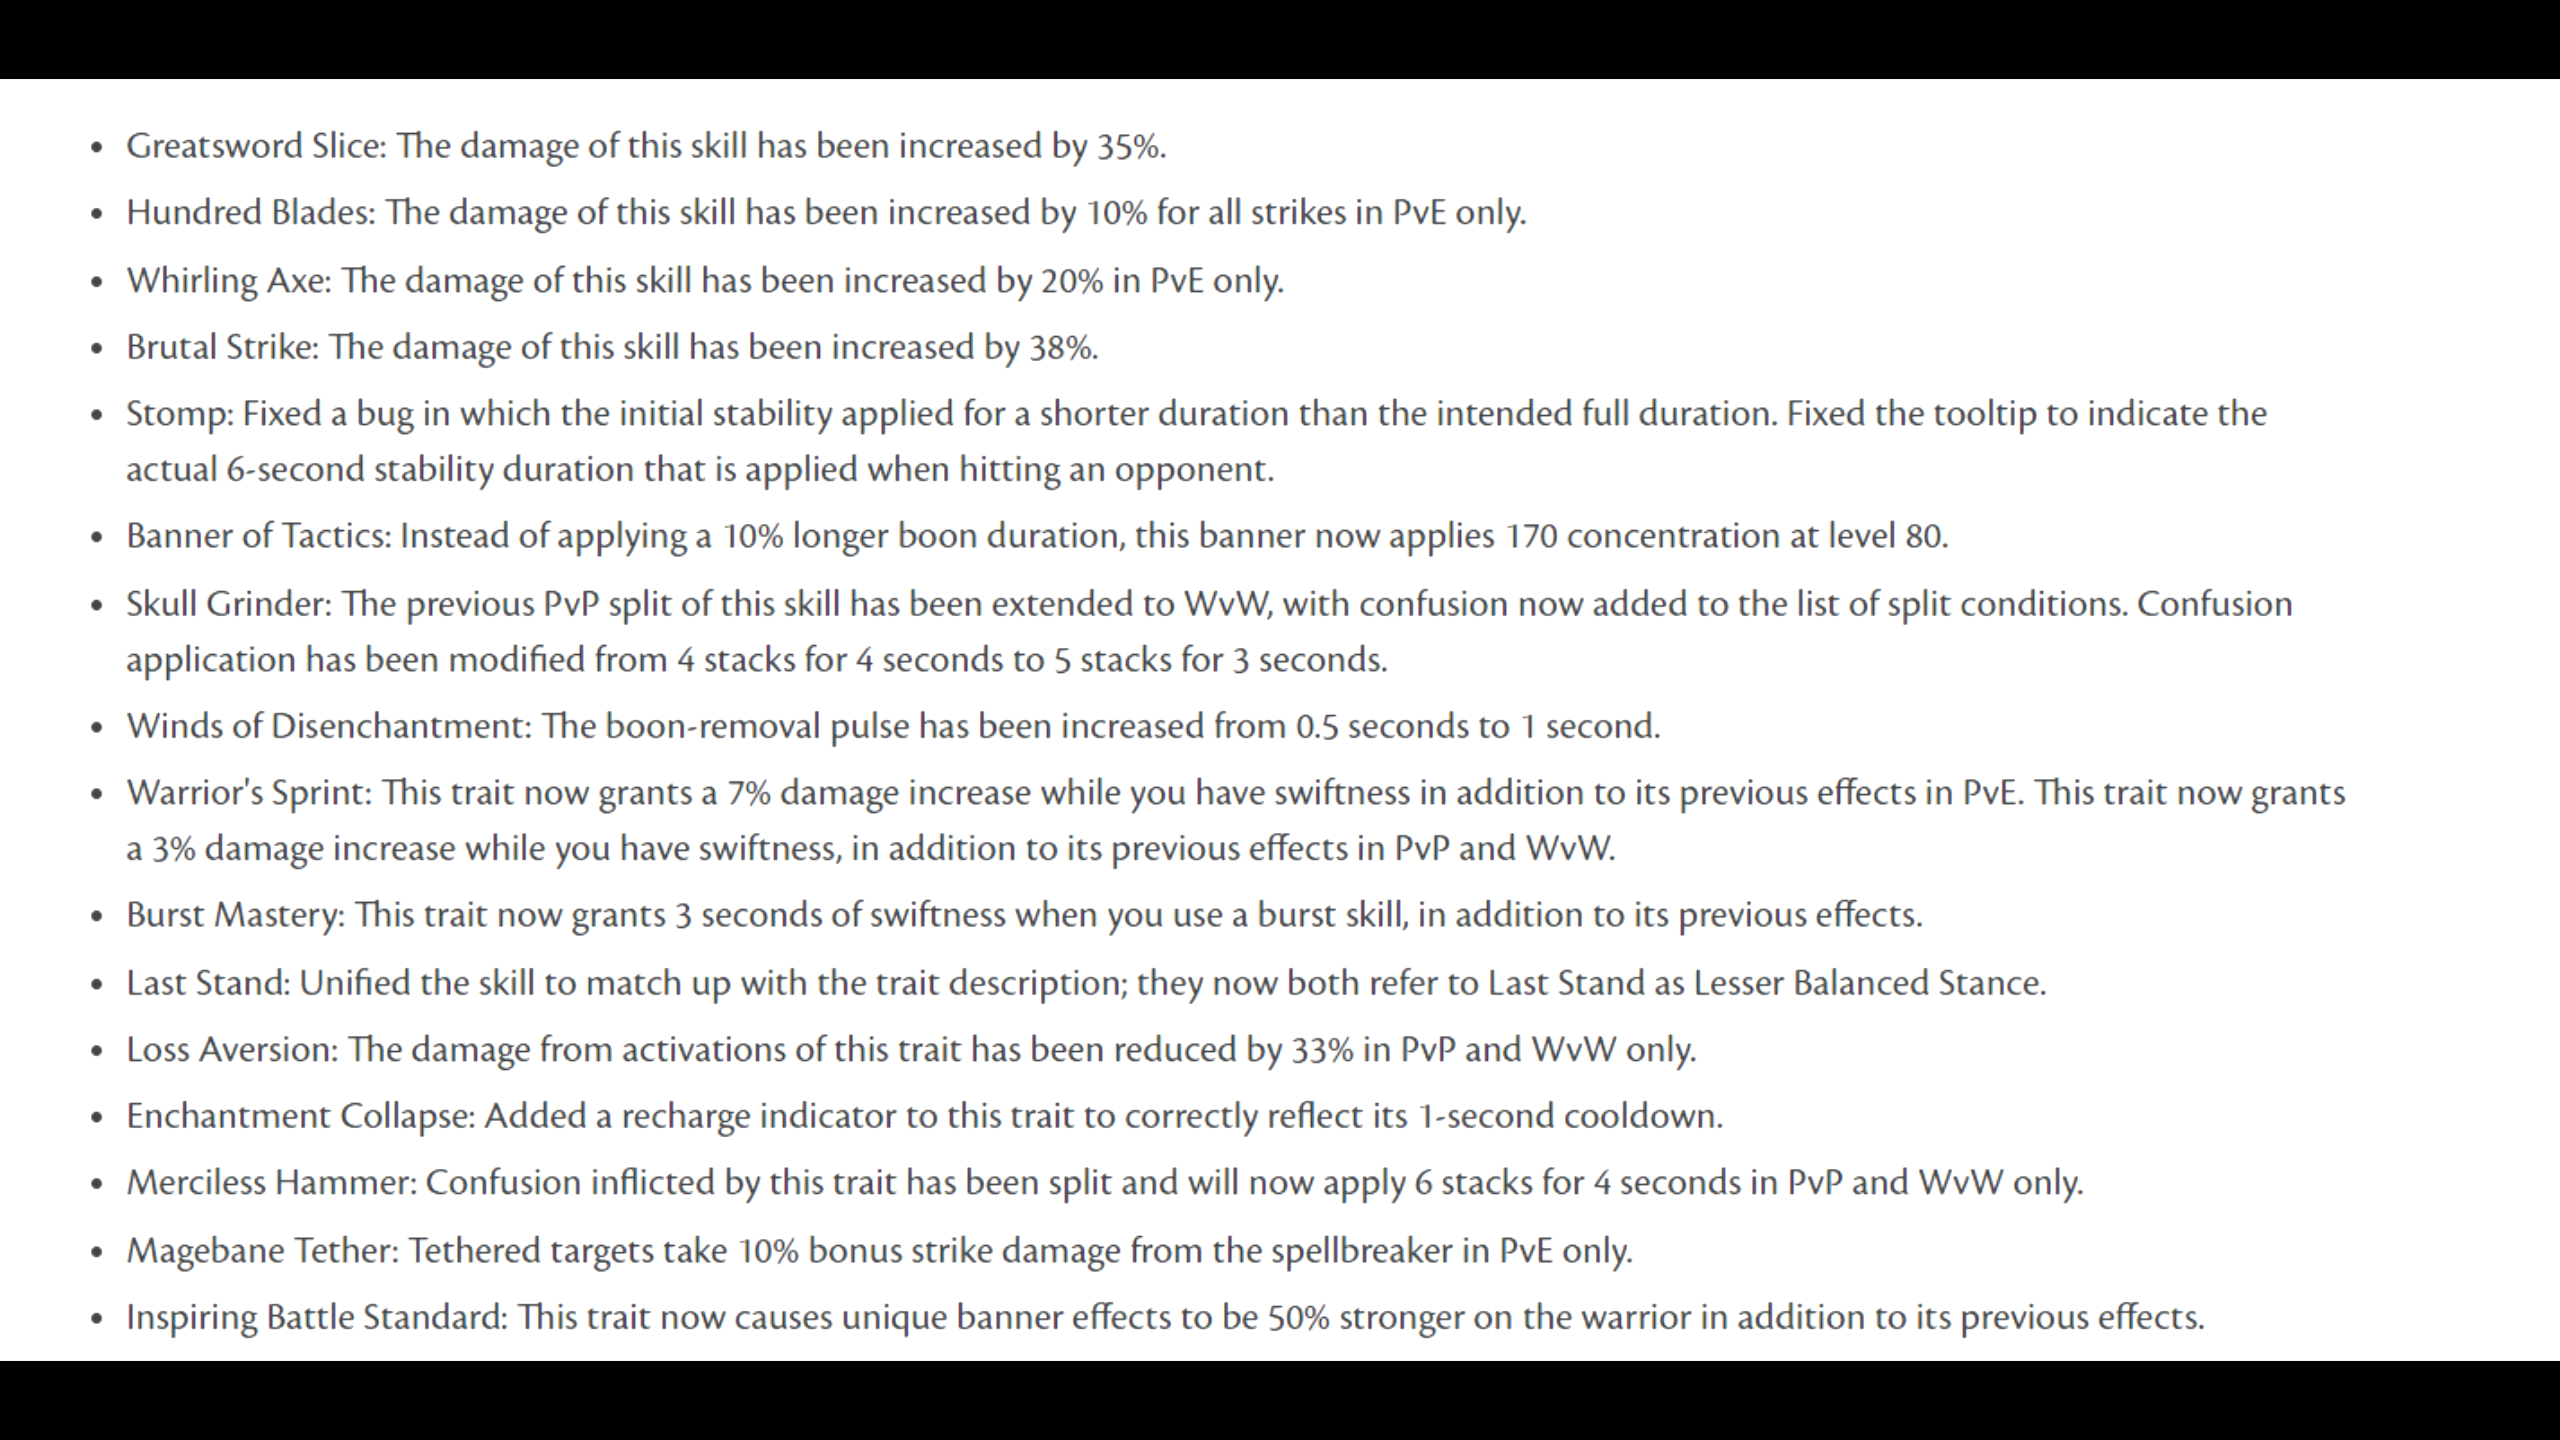 • Greatsword Slice: The damage of this skill has been increased by 35%.
• Hundred Blades: The damage of this skill has been increased by 10% for all strikes in PvE only.
• Whirling Axe: The damage of this skill has been increased by 20% in PvE only.
• Brutal Strike: The damage of this skill has been increased by 38%.
• Stomp: Fixed a bug in which the initial stability applied for a shorter duration than the intended full duration. Fixed the tooltip to indicate the
actual 6-second stability duration that is applied when hitting an opponent.
• Banner of Tactics: Instead of applying a 10% longer boon duration, this banner now applies 170 concentration at level 80.
• Skull Grinder: The previous PvP split of this skill has been extended to WvW, with confusion now added to the list of split conditions. Confusion
application has been modified from 4 stacks for 4 seconds to 5 stacks for 3 seconds.
• Winds of Disenchantment: The boon-removal pulse has been increased from 0.5 seconds to 1 second.
• Warrior's Sprint: This trait now grants a 7% damage increase while you have swiftness in addition to its previous effects in PvE. This trait now grants
a 3% damage increase while you have swiftness, in addition to its previous effects in PvP and WvW.
• Burst Mastery: This trait now grants 3 seconds of swiftness when you use a burst skill, in addition to its previous effects.
• Last Stand: Unified the skill to match up with the trait description; they now both refer to Last Stand as Lesser Balanced Stance.
• Loss Aversion: The damage from activations of this trait has been reduced by 33% in PvP and WvW only.
• Enchantment Collapse: Added a recharge indicator to this trait to correctly reflect its 1-second cooldown.
• Merciless Hammer: Confusion inflicted by this trait has been split and will now apply 6 stacks for 4 seconds in PvP and WvW only.
• Magebane Tether: Tethered targets take 10% bonus strike damage from the spellbreaker in PvE only.
• Inspiring Battle Standard: This trait now causes unique banner effects to be 50% stronger on the warrior in addition to its previous effects.